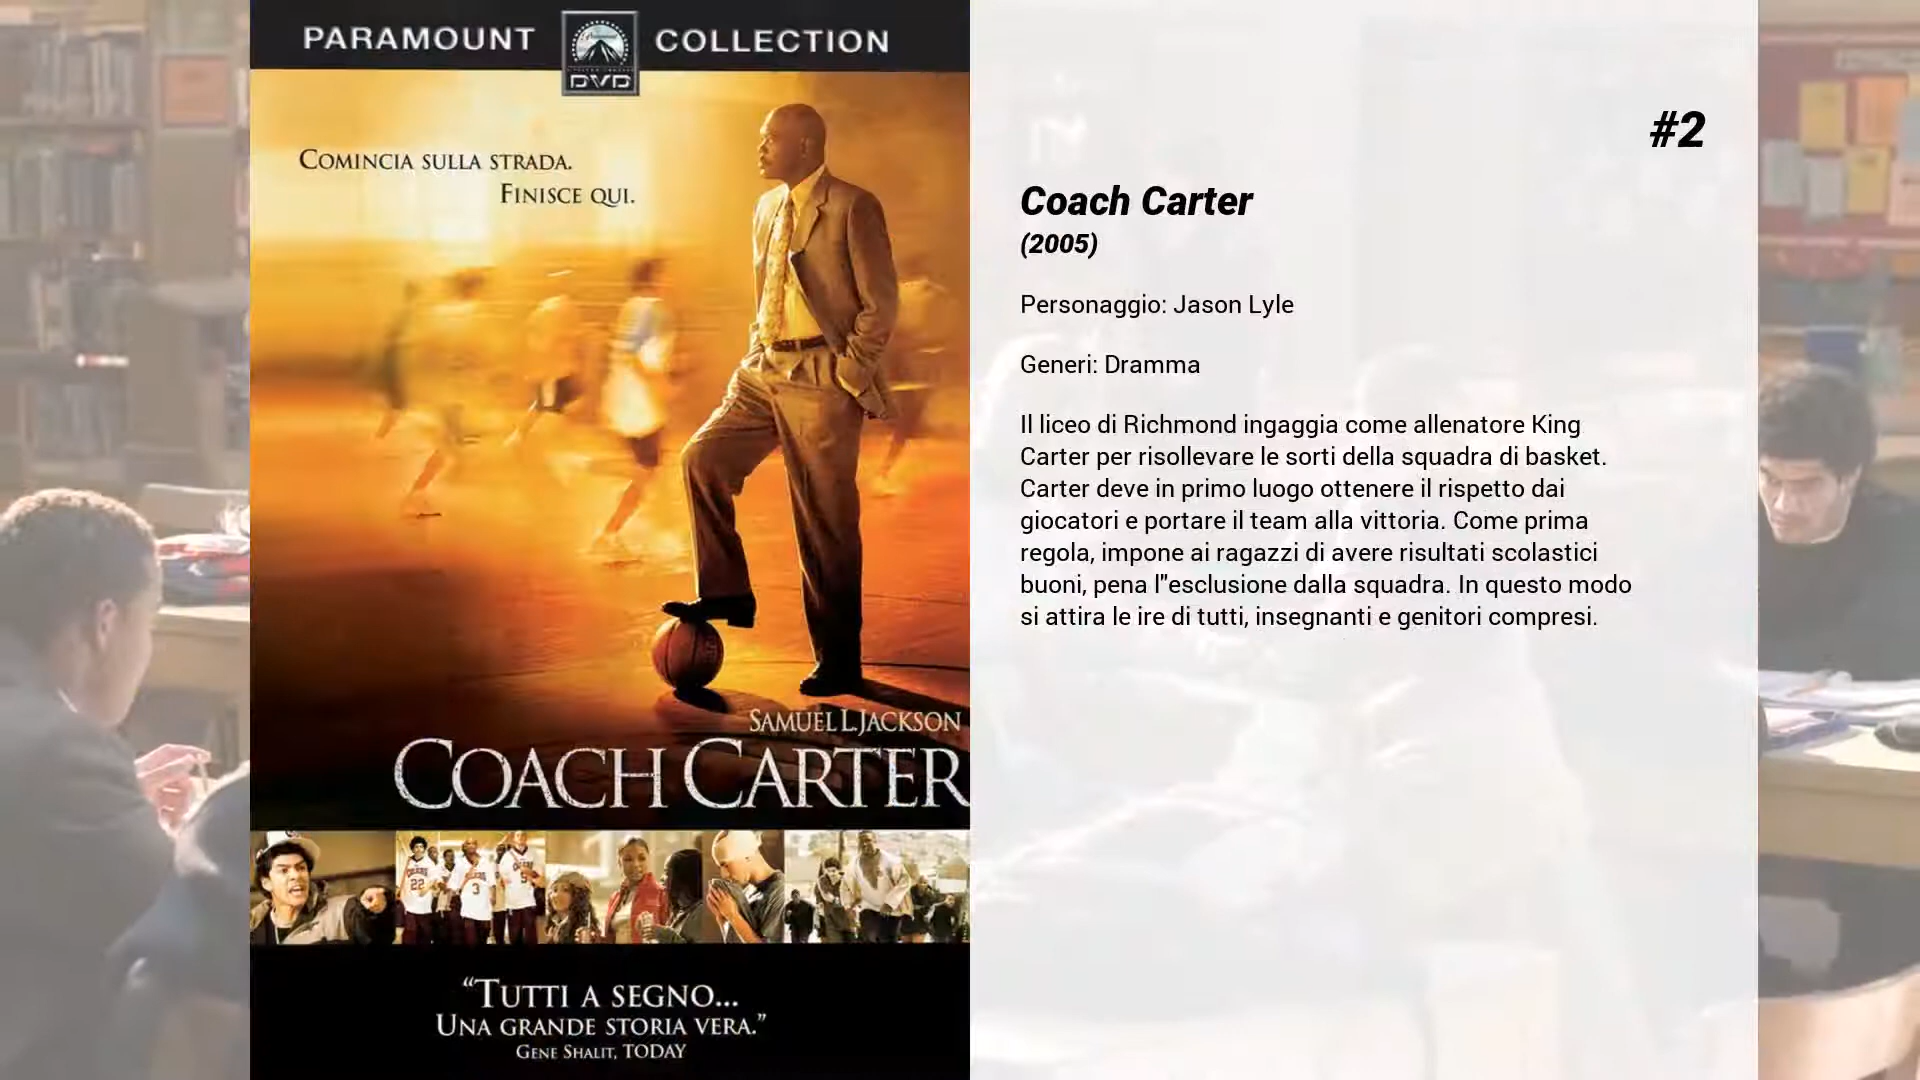 PARAMOUNT DVD COLLECTION
COMINCIA SULLA STRADA.
FINISCE QUI.
SAMUEL L. JACKSON
COACH CARTER
22
3
5
“TUTTI A SEGNO...
UNA GRANDE STORIA VERA.”
GENE SHALIT, TODAY
#2
Coach Carter
(2005)
Personaggio: Jason Lyle
Generi: Dramma
Il liceo di Richmond ingaggia come allenatore King
Carter per risollevare le sorti della squadra di basket.
Carter deve in primo luogo ottenere il rispetto dai
giocatori e portare il team alla vittoria. Come prima
regola, impone ai ragazzi di avere risultati scolastici
buoni, pena l"esclusione dalla squadra. In questo modo
si attira le ire di tutti, insegnanti e genitori compresi.